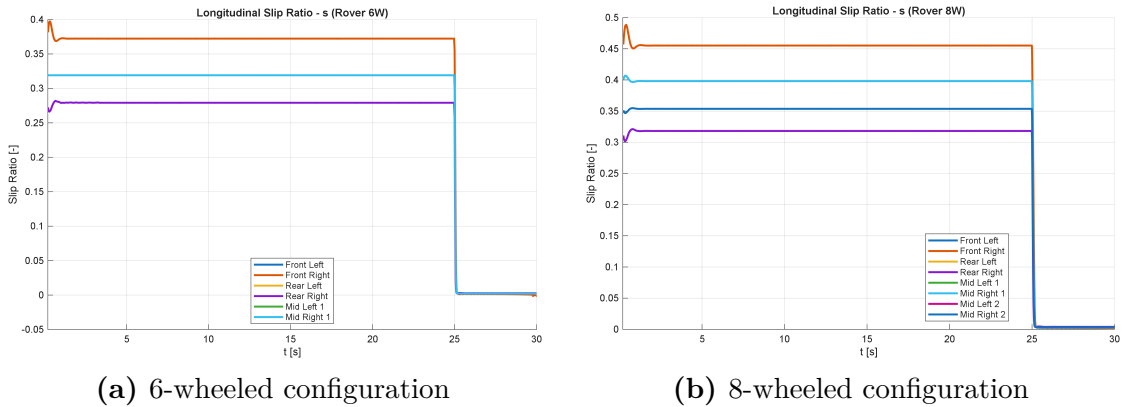 Longitudinal Slip Ratio - s (Rover 6W)
0.4
0.35
0.3
0.25
0.2
0.15
0.1
0.05
0
-0.05
Slip Ratio [-]
5
10
15
20
25
30
t [s]
Front Left
Front Right
Rear Left
Rear Right
Mid Left 1
Mid Right 1
(a) 6-wheeled configuration
Longitudinal Slip Ratio - s (Rover 8W)
0.5
0.45
0.4
0.35
0.3
0.25
0.2
0.15
0.1
0.05
0
Slip Ratio [-]
5
10
15
20
25
30
t [s]
Front Left
Front Right
Rear Left
Rear Right
Mid Left 1
Mid Right 1
Mid Left 2
Mid Right 2
(b) 8-wheeled configuration